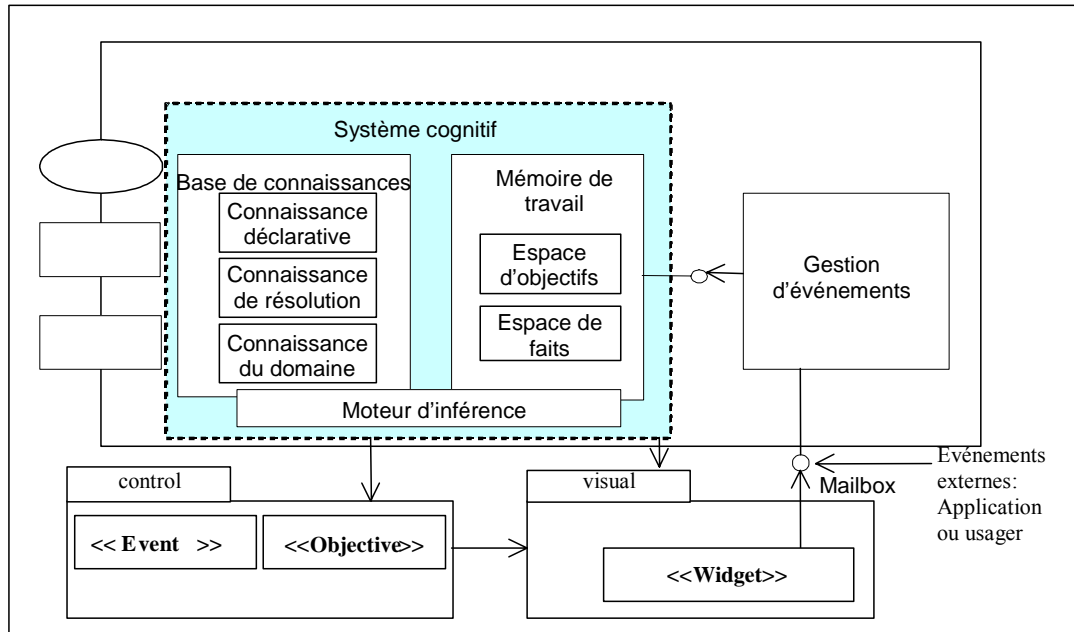 Système cognitif
Base de connaissances
Connaissance
déclarative
Connaissance
de résolution
Connaissance
du domaine
Mémoire de
travail
Espace
d'objectifs
Espace de
faits
Moteur d'inférence
Gestion
d'événements
control
<< Event >>
<<Objective>>
visual
<<Widget>>
Mailbox
Evénements
externes:
Application
ou usager